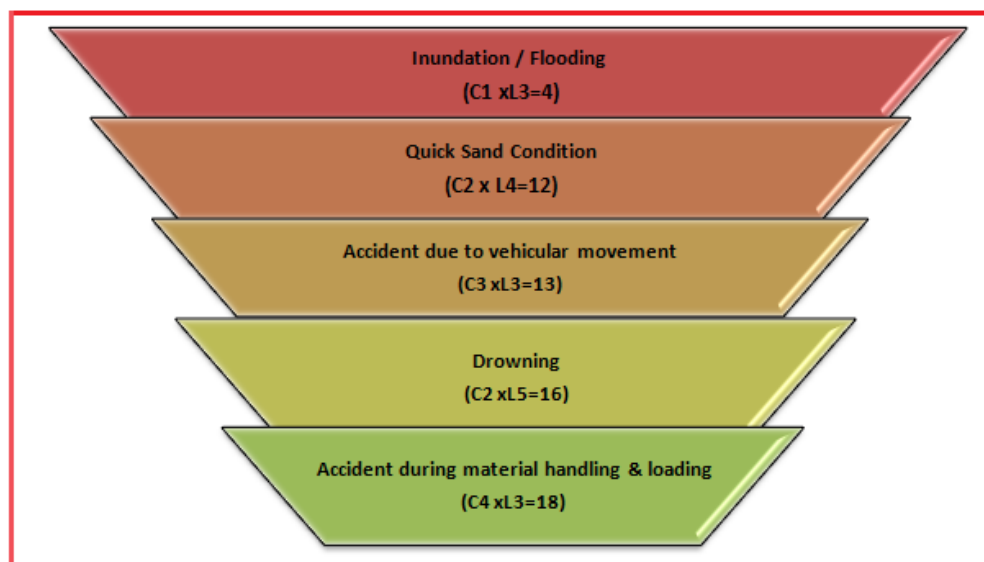 Inundation / Flooding
(C1 xL3=4)
Quick Sand Condition
(C2 x L4=12)
Accident due to vehicular movement
(C3 xL3=13)
Drowning
(C2 xL5=16)
Accident during material handling & loading
(C4 xL3=18)